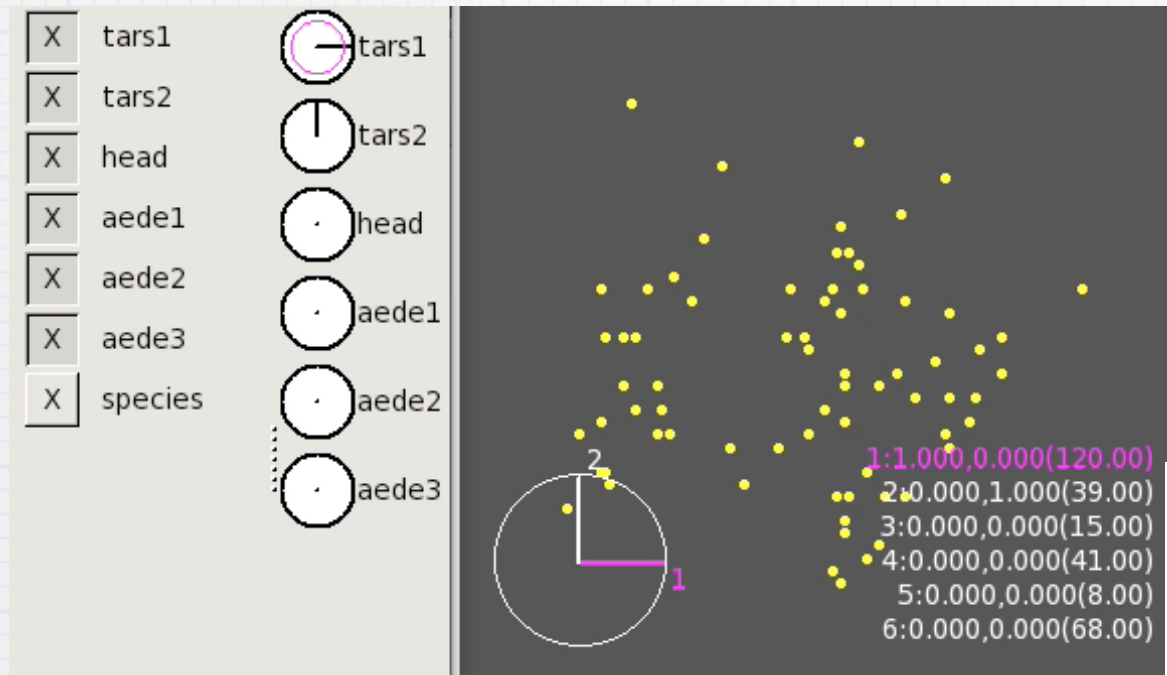 X tars1
X tars2
X head
X aede1
X aede2
X aede3
X species
tars1
tars2
head
aede1
aede2
aede3
2
1
1:1.000,0.000(120.00)
2:0.000,1.000(39.00)
3:0.000,0.000(15.00)
4:0.000,0.000(41.00)
5:0.000,0.000(8.00)
6:0.000,0.000(68.00)